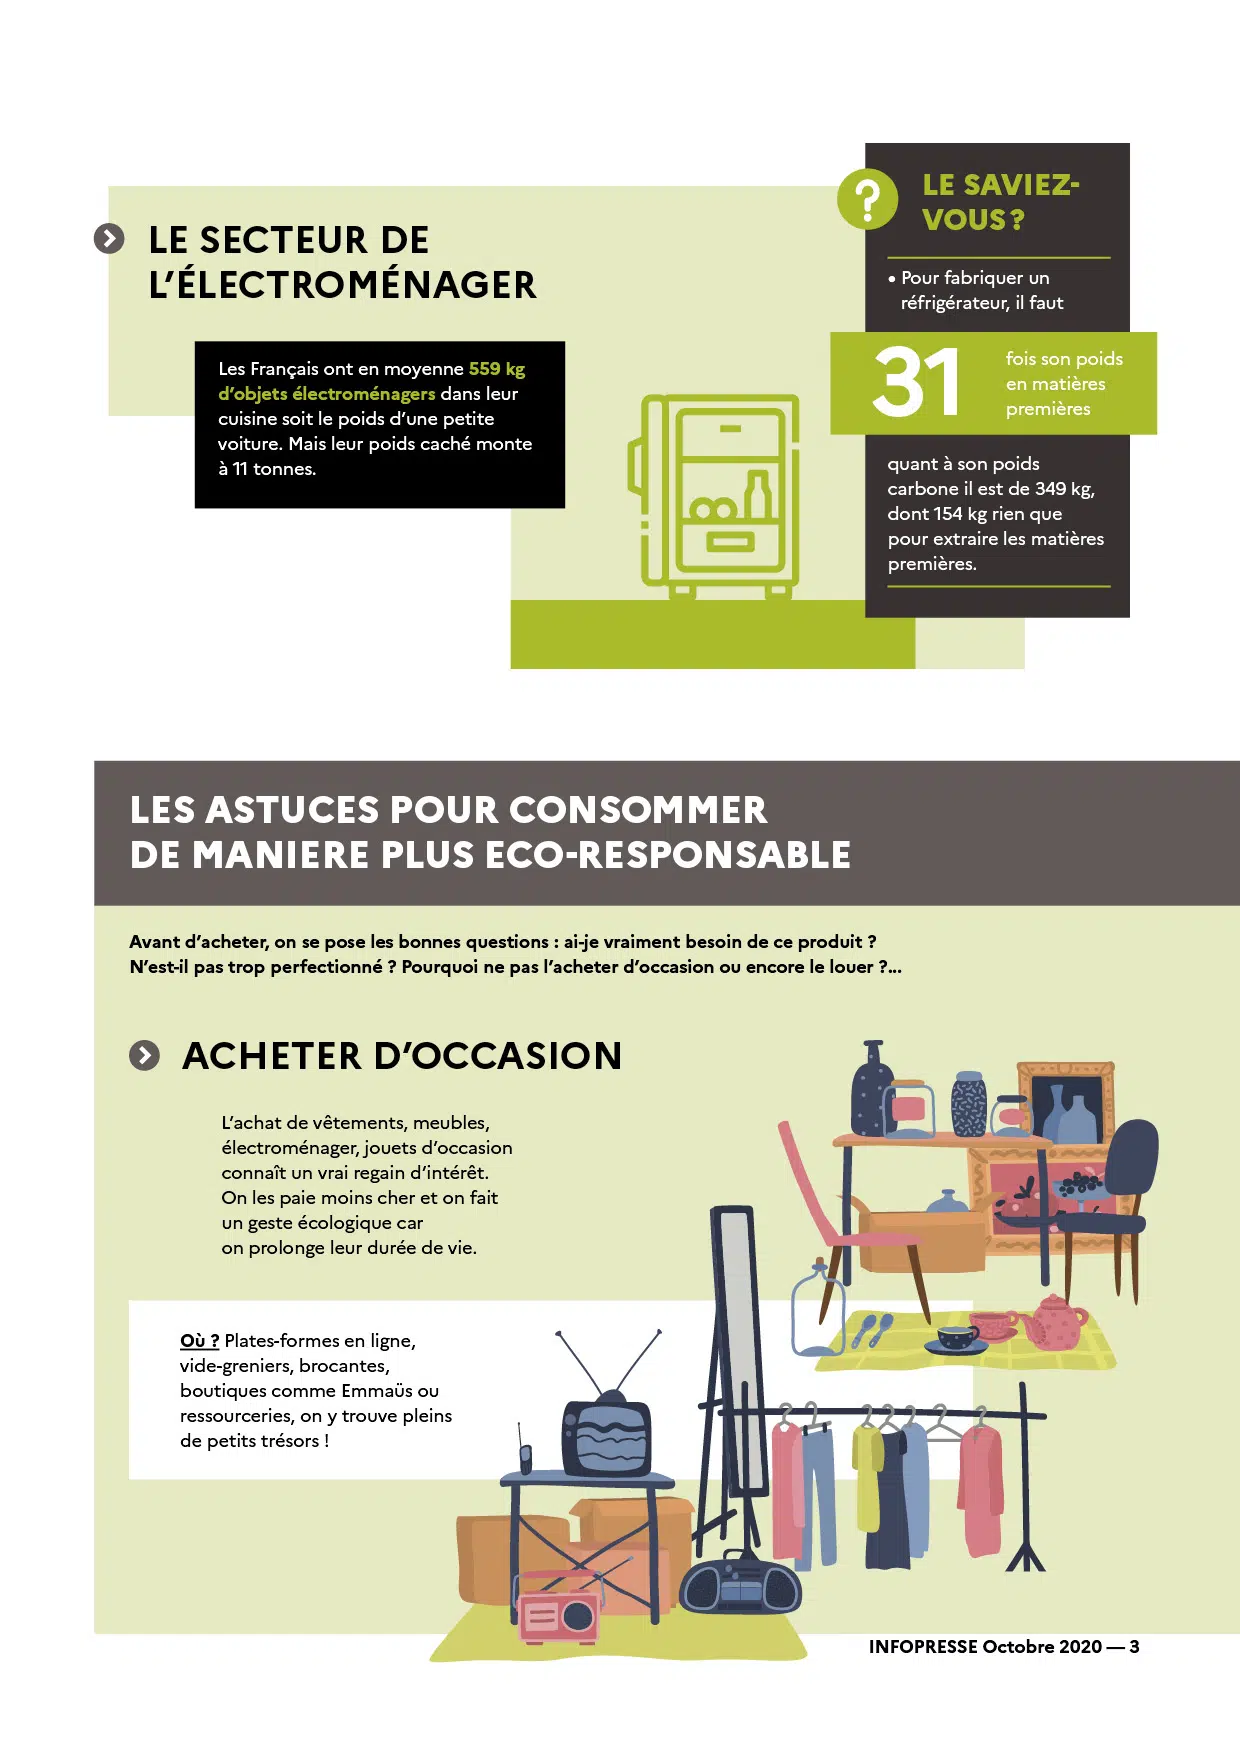 LE SECTEUR DE
L’ÉLECTROMÉNAGER
Les Français ont en moyenne 559 kg
d’objets électroménagers dans leur
cuisine soit le poids d’une petite
voiture. Mais leur poids caché monte
à 11 tonnes.
?
LE SAVIEZ-
VOUS ?
• Pour fabriquer un
réfrigérateur, il faut
31
fois son poids
en matières
premières
quant à son poids
carbone il est de 349 kg,
dont 154 kg rien que
pour extraire les matières
premières.
LES ASTUCES POUR CONSOMMER
DE MANIERE PLUS ECO-RESPONSABLE
Avant d’acheter, on se pose les bonnes questions : ai-je vraiment besoin de ce produit ?
N’est-il pas trop perfectionné ? Pourquoi ne pas l’acheter d’occasion ou encore le louer ?...
ACHETER D’OCCASION
L’achat de vêtements, meubles,
électroménager, jouets d’occasion
connaît un vrai regain d’intérêt.
On les paie moins cher et on fait
un geste écologique car
on prolonge leur durée de vie.
Où ? Plates-formes en ligne,
vide-greniers, brocantes,
boutiques comme Emmaüs ou
ressourceries, on y trouve pleins
de petits trésors !
INFOPRESSE Octobre 2020 — 3